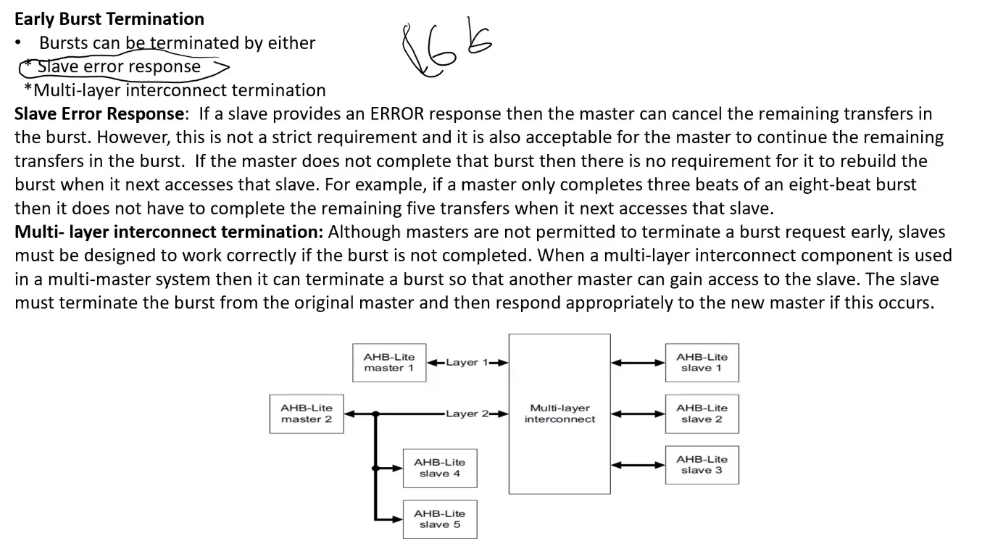 Early Burst Termination
• Bursts can be terminated by either
* Slave error response
*Multi-layer interconnect termination
Slave Error Response: If a slave provides an ERROR response then the master can cancel the remaining transfers in
the burst. However, this is not a strict requirement and it is also acceptable for the master to continue the remaining
transfers in the burst. If the master does not complete that burst then there is no requirement for it to rebuild the
burst when it next accesses that slave. For example, if a master only completes three beats of an eight-beat burst
then it does not have to complete the remaining five transfers when it next accesses that slave.
Multi- layer interconnect termination: Although masters are not permitted to terminate a burst request early, slaves
must be designed to work correctly if the burst is not completed. When a multi-layer interconnect component is used
in a multi-master system then it can terminate a burst so that another master can gain access to the slave. The slave
must terminate the burst from the original master and then respond appropriately to the new master if this occurs.
AHB-Lite
master 1
Layer 1
AHB-Lite
slave 1
AHB-Lite
master 2
Layer 2
Multi-layer
interconnect
AHB-Lite
slave 2
AHB-Lite
slave 4
AHB-Lite
slave 3
AHB-Lite
slave 5